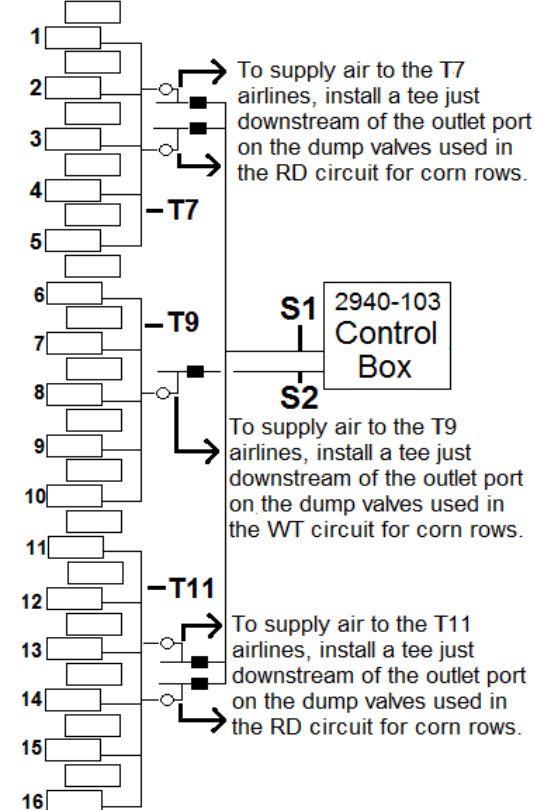 1
To supply air to the T7
2
airlines, install a tee just
downstream of the outlet port
3
on the dump valves used in
the RD circuit for corn rows.
4
T7
5
6
S1
2940-103
Control
Box
T9
7
S2
8
To supply air to the T9
airlines, install a tee just
9
downstream of the outlet port
10
on the dump valves used in
the WT circuit for corn rows.
11
T11
12
To supply air to the T11
13
airlines, install a tee just
downstream of the outlet port
14
on the dump valves used in
the RD circuit for corn rows.
15
16